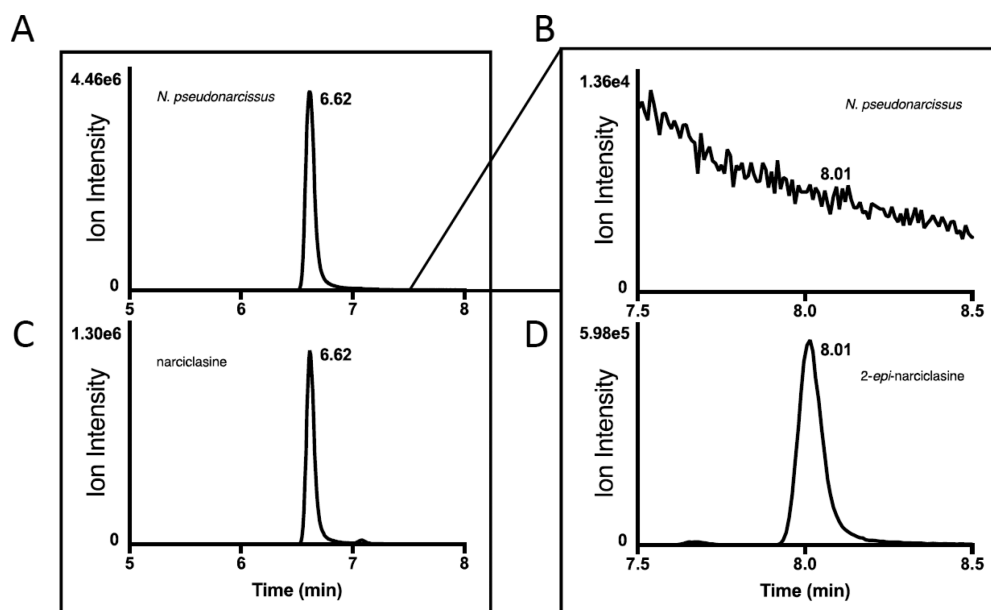 A
4.46e6
N. pseudonarcissus
6.62
Ion Intensity
0
5
6
7
8
B
1.36e4
N. pseudonarcissus
8.01
Ion Intensity
0
7.5
8.0
8.5
C
1.30e6
narciclasine
6.62
Ion Intensity
0
5
6
7
8
Time (min)
D
5.98e5
8.01
2-epi-narciclasine
Ion Intensity
0
7.5
8.0
8.5
Time (min)